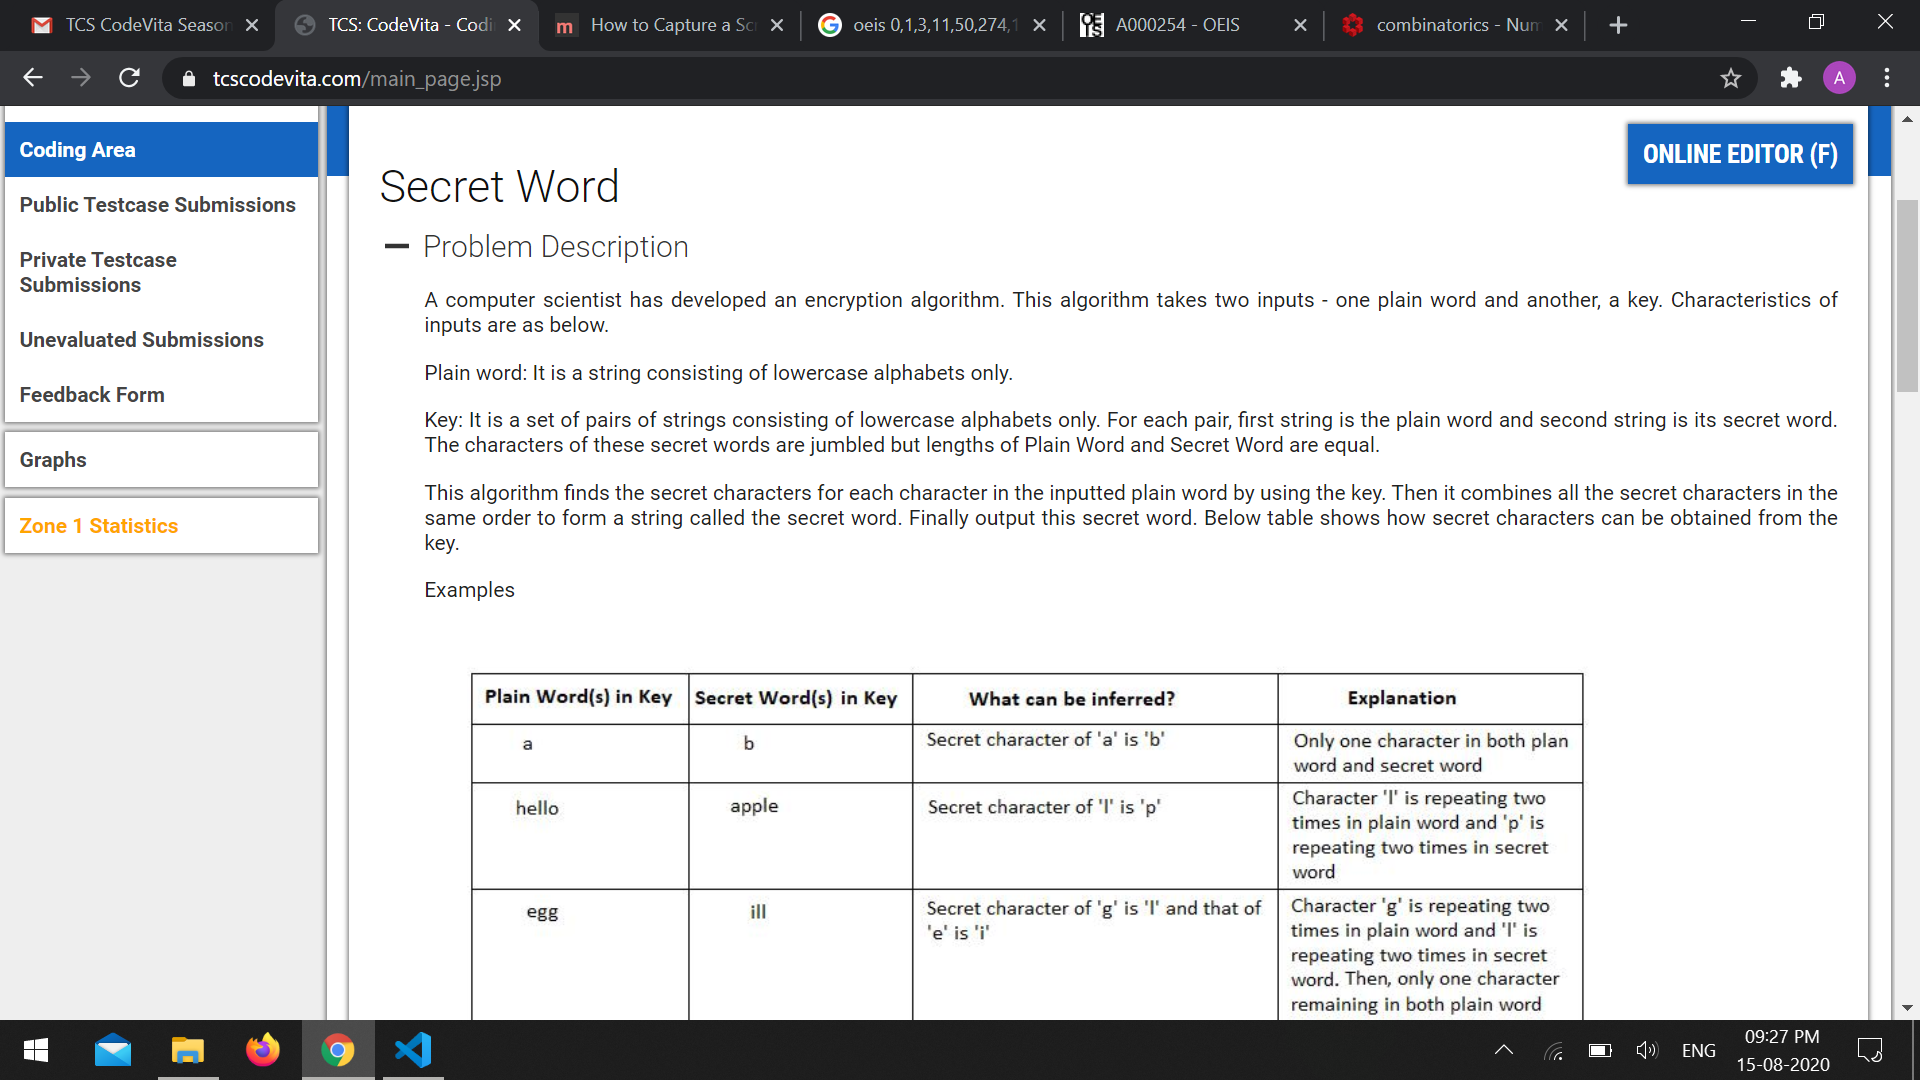 TCS CodeVita Season
TCS: CodeVita - Codi
How to Capture a Sc
oeis 0,1,3,11,50,274,1
A000254 - OEIS
combinatorics - Num
tcscodevita.com/main_page.jsp
A
Coding Area
Public Testcase Submissions
Private Testcase
Submissions
Unevaluated Submissions
Feedback Form
Graphs
Zone 1 Statistics
ONLINE EDITOR (F)
Secret Word
Problem Description
A computer scientist has developed an encryption algorithm. This algorithm takes two inputs - one plain word and another, a key. Characteristics of
inputs are as below.
Plain word: It is a string consisting of lowercase alphabets only.
Key: It is a set of pairs of strings consisting of lowercase alphabets only. For each pair, first string is the plain word and second string is its secret word.
The characters of these secret words are jumbled but lengths of Plain Word and Secret Word are equal.
This algorithm finds the secret characters for each character in the inputted plain word by using the key. Then it combines all the secret characters in the
same order to form a string called the secret word. Finally output this secret word. Below table shows how secret characters can be obtained from the
key.
Examples
Plain Word(s) in Key
Secret Word(s) in Key
What can be inferred?
Explanation
a
b
Secret character of 'a' is 'b'
Only one character in both plan
word and secret word
hello
apple
Secret character of 'l' is 'p'
Character 'l' is repeating two
times in plain word and 'p' is
repeating two times in secret
word
egg
ill
Secret character of 'g' is 'l' and that of
'e' is 'i'
Character 'g' is repeating two
times in plain word and 'l' is
repeating two times in secret
word. Then, only one character
remaining in both plain word
ENG
09:27 PM
15-08-2020